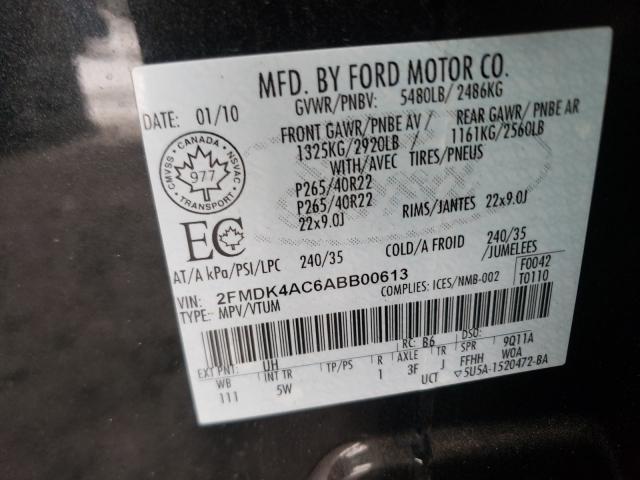 MFD. BY FORD MOTOR CO.
DATE: 01/10 GVWR/PNBV: 5480LB/ 2486KG
FRONT GAWR/PNBE AV/ REAR GAWR/ PNBE AR
1325KG/2920LB 1161KG/2560LB
WITH/AVEC TIRES/PNEUS
P265/40R22
P265/40R22 RIMS/JANTES 22x9.0J
22x9.0J
CANADA
CMVSS NSVAC
977
TRANSPORT
EC
AT/A kPa/PSI/LPC 240/35 COLD/A FROID 240/35
/JUMELEES
VIN: 2FMDK4AC6ABB00613 COMPLIES: ICES/NMB-002 F0042
TYPE: MPV/VTUM T0110
EXT PNT: UH RC: B6 DSO:
WB INT TR TP/PS R AXLE TR SPR 9Q11A
111 5W 1 3F J FFHH WOA
UCT ▽5U5A-1520472-BA